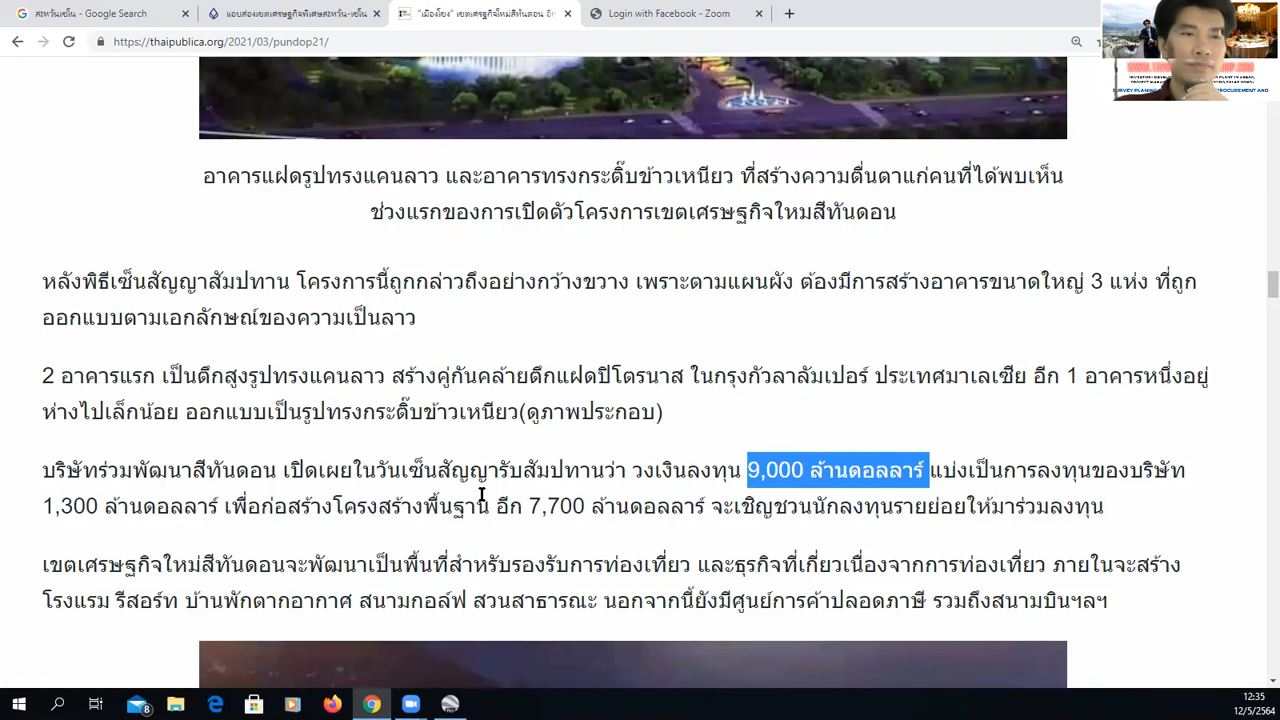 สะหวันเซโน - Google Search
แอบส่องเขตเศรษฐกิจพิเศษสะหวัน-เซโน
"เมืองโขง" เขตเศรฐกิจใหม่สีทันดอน อีก
Login with Facebook - Zoom
https://thaipublica.org/2021/03/pundop21/
อาคารแฝดรูปทรงแคนลาว และอาคารทรงกระติ๊บข้าวเหนียว ที่สร้างความตื่นตาแก่คนที่ได้พบเห็น
ช่วงแรกของการเปิดตัวโครงการเขตเศรษฐกิจใหมสีทันดอน
หลังพิธีเซ็นสัญญาสัมปทาน โครงการนี้ถูกกล่าวถึงอย่างกว้างขวาง เพราะตามแผนผัง ต้องมีการสร้างอาคารขนาดใหญ่ 3 แห่ง ที่ถูก
ออกแบบตามเอกลักษณ์ของความเป็นลาว
2 อาคารแรก เป็นตึกสูงรูปทรงแคนลาว สร้างคู่กันคล้ายตึกแฝดปิโตรนาส ในกรุงกัวลาลัมเปอร์ ประเทศมาเลเซีย อีก 1 อาคารหนึ่งอยู่
ห่างไปเล็กน้อย ออกแบบเป็นรูปทรงกระติ๊บข้าวเหนียว(ดูภาพประกอบ)
บริษัทร่วมพัฒนาสีทันดอน เปิดเผยในวันเซ็นสัญญารับสัมปทานว่า วงเงินลงทุน 9,000 ล้านดอลลาร์ แบ่งเป็นการลงทุนของบริษัท
1,300 ล้านดอลลาร์ เพื่อก่อสร้างโครงสร้างพื้นฐาน อีก 7,700 ล้านดอลลาร์ จะเชิญชวนนักลงทุนรายย่อยให้มาร่วมลงทุน
เขตเศรษฐกิจใหม่สีทันดอนจะพัฒนาเป็นพื้นที่สำหรับรองรับการท่องเที่ยว และธุรกิจที่เกี่ยวเนื่องจากการท่องเที่ยว ภายในจะสร้าง
โรงแรม รีสอร์ท บ้านพักตากอากาศ สนามกอล์ฟ สวนสาธารณะ นอกจากนี้ยังมีศูนย์การค้าปลอดภาษี รวมถึงสนามบินฯลฯ
8
12:35
12/5/2564